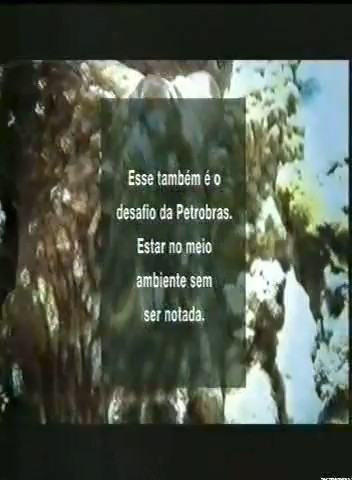 Esse também é o
desafio da Petrobras.
Estar no meio
ambiente sem
ser notada.